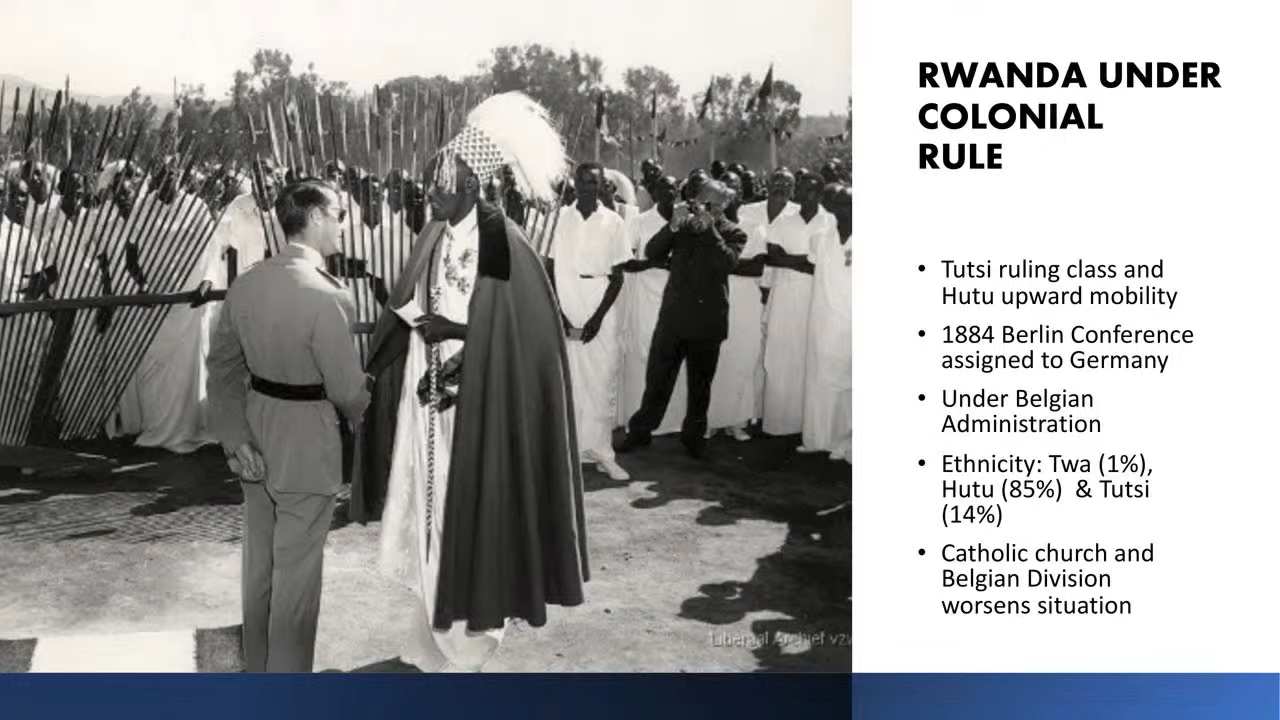 RWANDA UNDER
COLONIAL
RULE
• Tutsi ruling class and
Hutu upward mobility
• 1884 Berlin Conference
assigned to Germany
• Under Belgian
Administration
• Ethnicity: Twa (1%),
Hutu (85%)  & Tutsi
(14%)
• Catholic church and
Belgian Division
worsens situation
Liberaal Archief vzw